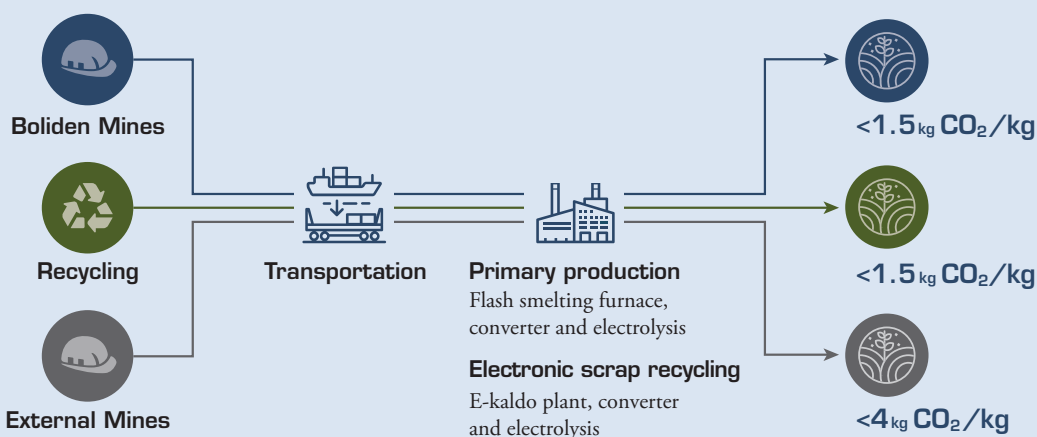 Boliden Mines
<1.5 kg CO₂/kg
Recycling
Transportation
Primary production
Flash smelting furnace,
converter and electrolysis
<1.5 kg CO₂/kg
Electronic scrap recycling
E-kaldo plant, converter
and electrolysis
External Mines
<4 kg CO₂/kg